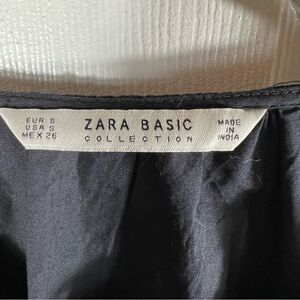 EUR S
USA S
MEX 26
ZARA BASIC
COLLECTION
MADE
IN
INDIA